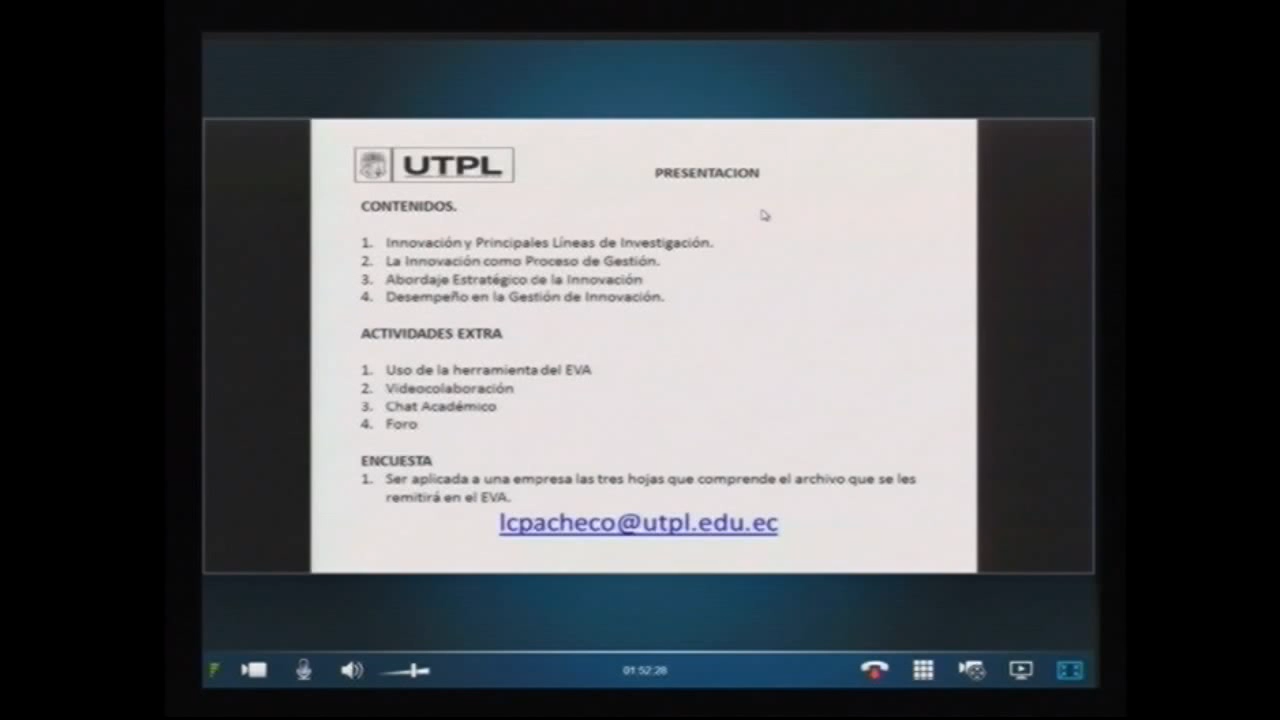 UTPL
PRESENTACION
CONTENIDOS.
1. Innovación y Principales Líneas de Investigación.
2. La Innovación como Proceso de Gestión.
3. Abordaje Estratégico de la Innovación
4. Desempeño en la Gestión de Innovación.
ACTIVIDADES EXTRA
1. Uso de la herramienta del EVA
2. Videocolaboración
3. Chat Académico
4. Foro
ENCUESTA
1. Ser aplicada a una empresa las tres hojas que comprende el archivo que se les
remitirá en el EVA.
lcpacheco@utpl.edu.ec
01:52:28